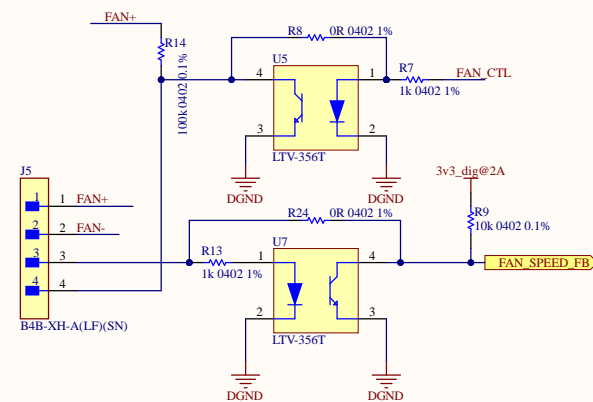 FAN+
R14
100k 0402 0.1%
R8 0R 0402 1%
U5
4
1
R7
1k 0402 1%
FAN_CTL
3
2
LTV-356T
DGND
DGND
J5
1 1 FAN+
2 2 FAN-
3 3
4 4
B4B-XH-A(LF)(SN)
3v3_dig@2A
R9
10k 0402 0.1%
R24 0R 0402 1%
R13
1k 0402 1%
U7
1
4
FAN_SPEED_FB
2
3
LTV-356T
DGND
DGND